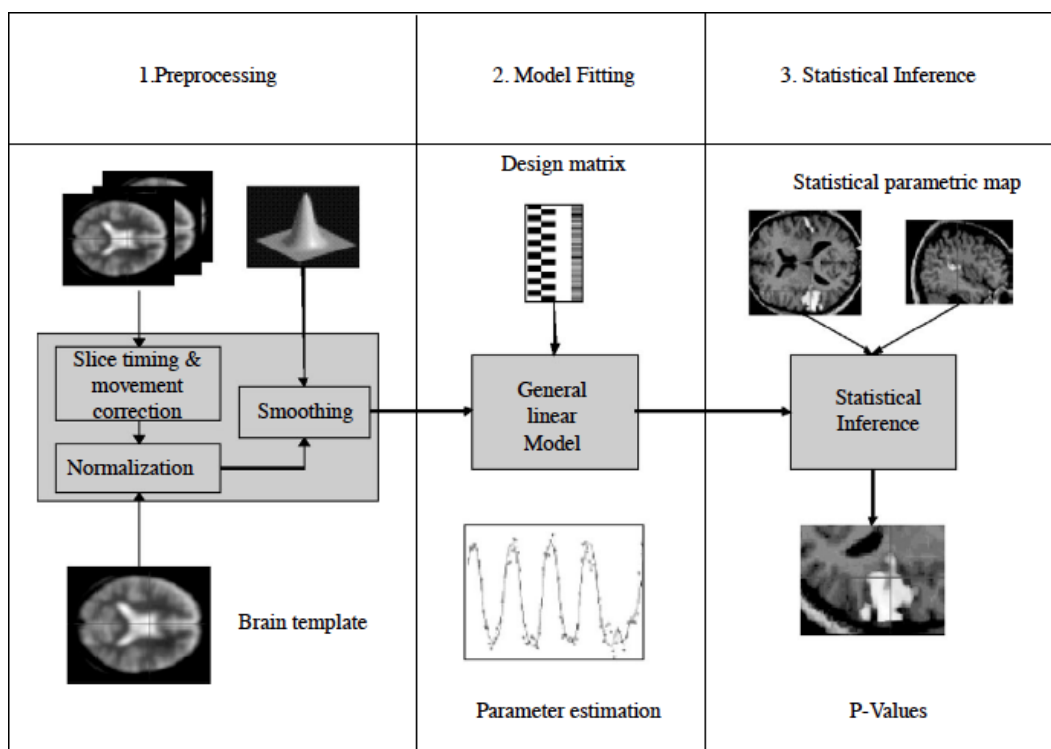 1.Preprocessing
2. Model Fitting
3. Statistical Inference
Slice timing &
movement
correction
Normalization
Smoothing
Brain template
Design matrix
General
linear
Model
Parameter estimation
Statistical parametric map
Statistical
Inference
P-Values